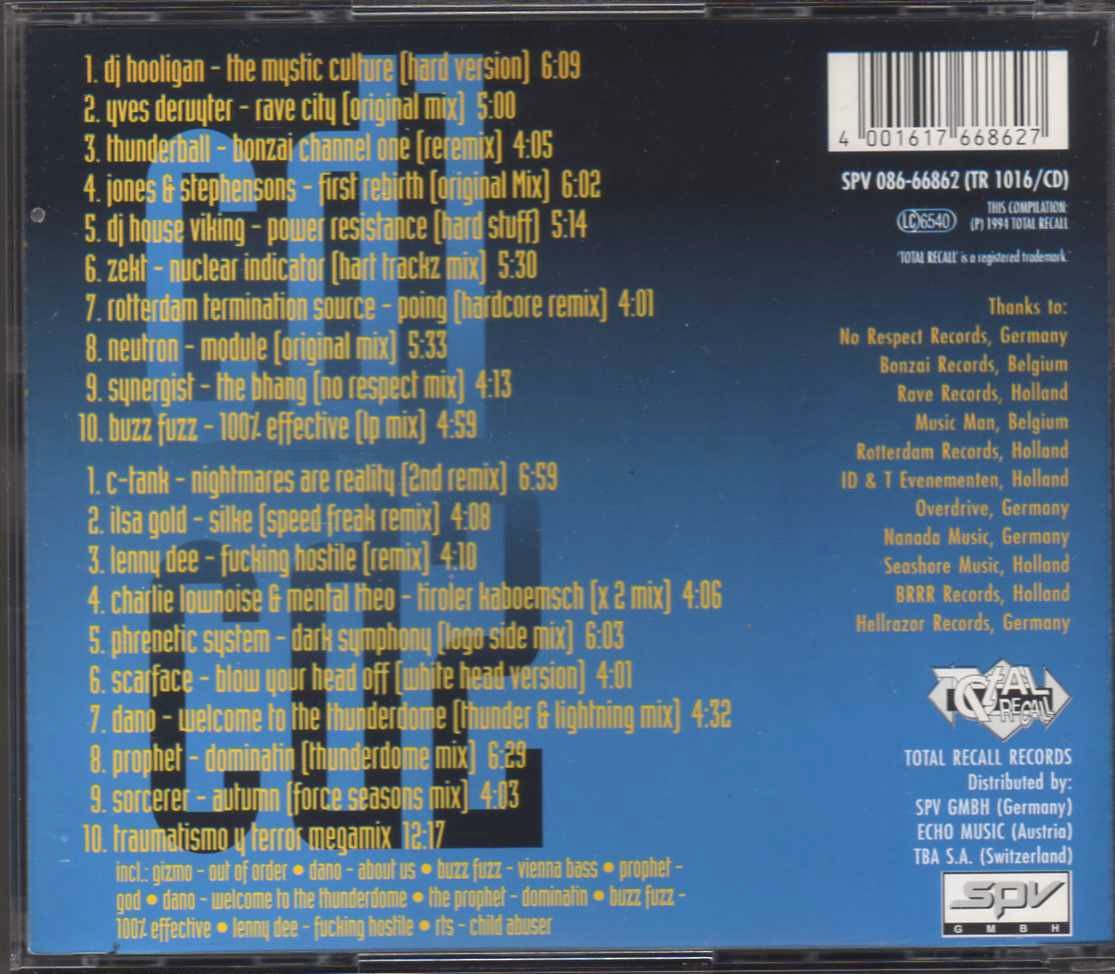 cd1
1. dj hooligan - the mystic culture (hard version) 6:09
2. yves deruyter - rave city (original mix) 5:00
3. thunderball - bonzai channel one (reremix) 4:05
4. jones & stephensons - first rebirth (original Mix) 6:02
5. dj house viking - power resistance (hard stuff) 5:14
6. zekt - nuclear indicator (hart trackz mix) 5:30
7. rotterdam termination source - poing (hardcore remix) 4:01
8. neutron - module (original mix) 5:33
9. synergist - the bhang (no respect mix) 4:13
10. buzz fuzz - 100% effective (lp mix) 4:59
cd2
1. c-tank - nightmares are reality (2nd remix) 6:59
2. ilsa gold - silke (speed freak remix) 4:08
3. lenny dee - fucking hostile (remix) 4:10
4. charlie lownoise & mental theo - tiroler kaboemsch (x 2 mix) 4:06
5. phrenetic system - dark symphony (logo side mix) 6:03
6. scarface - blow your head off (white head version) 4:01
7. dano - welcome to the thunderdome (thunder & lightning mix) 4:32
8. prophet - dominatin (thunderdome mix) 6:29
9. sorcerer - autumn (force seasons mix) 4:03
10. traumatismo y terror megamix 12:17
incl.: gizmo - out of order • dano - about us • buzz fuzz - vienna bass • prophet -
god • dano - welcome to the thunderdome • the prophet - dominatin • buzz fuzz -
100% effective • lenny dee - fucking hostile • rts - child abuser
4 001617 668627
SPV 086-66862 (TR 1016/CD)
LC 6540
THIS COMPILATION:
(P) 1994 TOTAL RECALL
'TOTAL RECALL' is a registered trademark.
Thanks to:
No Respect Records, Germany
Bonzai Records, Belgium
Rave Records, Holland
Music Man, Belgium
Rotterdam Records, Holland
ID & T Evenementen, Holland
Overdrive, Germany
Nanada Music, Germany
Seashore Music, Holland
BRRR Records, Holland
Hellrazor Records, Germany
TOTAL
RECALL
TOTAL RECALL RECORDS
Distributed by:
SPV GMBH (Germany)
ECHO MUSIC (Austria)
TBA S.A. (Switzerland)
spv
GMBH